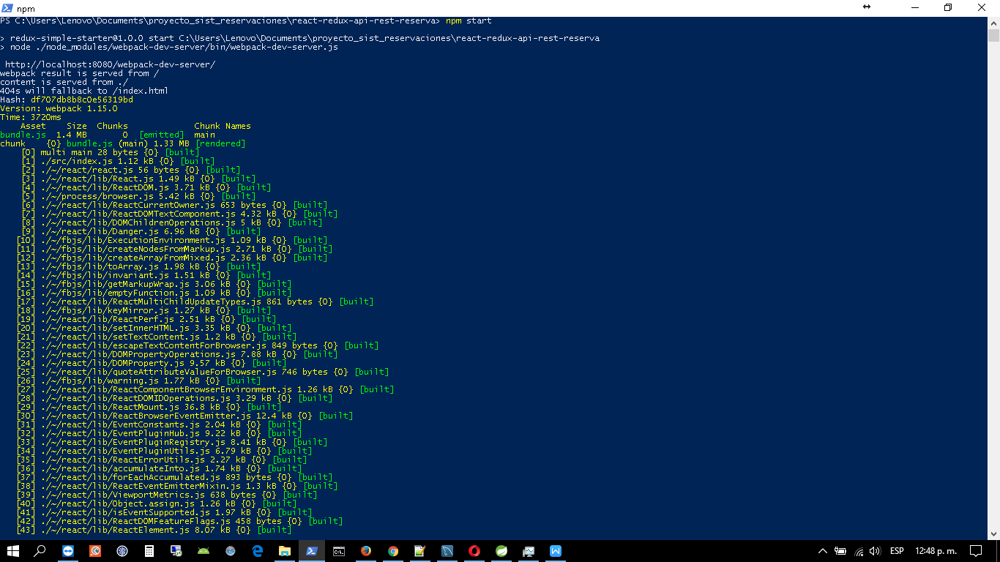 npm
PS C:\Users\Lenovo\Documents\proyecto_sist_reservaciones\react-redux-api-rest-reserva> npm start
> redux-simple-starter@1.0.0 start C:\Users\Lenovo\Documents\proyecto_sist_reservaciones\react-redux-api-rest-reserva
> node ./node_modules/webpack-dev-server/bin/webpack-dev-server.js
http://localhost:8080/webpack-dev-server/
webpack result is served from /
content is served from ./
404s will fallback to /index.html
Hash: df707db8b8c0e56319bd
Version: webpack 1.15.0
Time: 3720ms
Asset Size Chunks Chunk Names
bundle.js 1.4 MB 0 [emitted] main
chunk {0} bundle.js (main) 1.33 MB [rendered]
[0] multi main 28 bytes {0} [built]
[1] ./src/index.js 1.12 kB {0} [built]
[2] ./~/react/react.js 56 bytes {0} [built]
[3] ./~/react/lib/React.js 1.49 kB {0} [built]
[4] ./~/react/lib/ReactDOM.js 3.71 kB {0} [built]
[5] ./~/process/browser.js 5.42 kB {0} [built]
[6] ./~/react/lib/ReactCurrentOwner.js 653 bytes {0} [built]
[7] ./~/react/lib/ReactDOMTextComponent.js 4.32 kB {0} [built]
[8] ./~/react/lib/DOMChildrenOperations.js 5 kB {0} [built]
[9] ./~/react/lib/Danger.js 6.96 kB {0} [built]
[10] ./~/fbjs/lib/ExecutionEnvironment.js 1.09 kB {0} [built]
[11] ./~/fbjs/lib/createNodesFromMarkup.js 2.71 kB {0} [built]
[12] ./~/fbjs/lib/createArrayFromMixed.js 2.36 kB {0} [built]
[13] ./~/fbjs/lib/toArray.js 1.98 kB {0} [built]
[14] ./~/fbjs/lib/invariant.js 1.51 kB {0} [built]
[15] ./~/fbjs/lib/getMarkupWrap.js 3.06 kB {0} [built]
[16] ./~/fbjs/lib/emptyFunction.js 1.09 kB {0} [built]
[17] ./~/react/lib/ReactMultiChildUpdateTypes.js 861 bytes {0} [built]
[18] ./~/fbjs/lib/keyMirror.js 1.27 kB {0} [built]
[19] ./~/react/lib/ReactPerf.js 2.51 kB {0} [built]
[20] ./~/react/lib/setInnerHTML.js 3.35 kB {0} [built]
[21] ./~/react/lib/setTextContent.js 1.2 kB {0} [built]
[22] ./~/react/lib/escapeTextContentForBrowser.js 849 bytes {0} [built]
[23] ./~/react/lib/DOMPropertyOperations.js 7.88 kB {0} [built]
[24] ./~/react/lib/DOMProperty.js 9.57 kB {0} [built]
[25] ./~/react/lib/quoteAttributeValueForBrowser.js 746 bytes {0} [built]
[26] ./~/fbjs/lib/warning.js 1.77 kB {0} [built]
[27] ./~/react/lib/ReactComponentBrowserEnvironment.js 1.26 kB {0} [built]
[28] ./~/react/lib/ReactDOMIDOperations.js 3.29 kB {0} [built]
[29] ./~/react/lib/ReactMount.js 36.8 kB {0} [built]
[30] ./~/react/lib/ReactBrowserEventEmitter.js 12.4 kB {0} [built]
[31] ./~/react/lib/EventConstants.js 2.04 kB {0} [built]
[32] ./~/react/lib/EventPluginHub.js 9.22 kB {0} [built]
[33] ./~/react/lib/EventPluginRegistry.js 8.41 kB {0} [built]
[34] ./~/react/lib/EventPluginUtils.js 6.79 kB {0} [built]
[35] ./~/react/lib/ReactErrorUtils.js 2.27 kB {0} [built]
[36] ./~/react/lib/accumulateInto.js 1.74 kB {0} [built]
[37] ./~/react/lib/forEachAccumulated.js 893 bytes {0} [built]
[38] ./~/react/lib/ReactEventEmitterMixin.js 1.3 kB {0} [built]
[39] ./~/react/lib/ViewportMetrics.js 638 bytes {0} [built]
[40] ./~/react/lib/Object.assign.js 1.26 kB {0} [built]
[41] ./~/react/lib/isEventSupported.js 1.97 kB {0} [built]
[42] ./~/react/lib/ReactDOMFeatureFlags.js 458 bytes {0} [built]
[43] ./~/react/lib/ReactElement.js 8.07 kB {0} [built]
ESP 12:48 p. m.